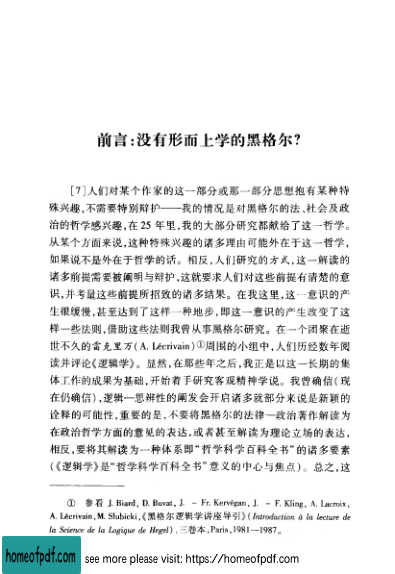 前言:没有形而上学的黑格尔?
[7]人们对某个作家的这一部分或那一部分思想抱有某种特
殊兴趣,不需要特别辩护——我的情况是对黑格尔的法、社会及政
治的哲学感兴趣,在 25 年里,我的大部分研究都献给了这一哲学。
从某个方面来说,这种特殊兴趣的诸多理由可能外在于这一哲学,
如果说不是外在于哲学的话。相反,人们研究的方式,这一解读的
诸多前提需要被阐明与辩护,这就要求人们对这些前提有清楚的意
识,并考量这些前提所招致的诸多结果。在我这里,这一意识的产
生很缓慢,甚至达到了这样一种地步,即这一意识的产生改变了这
样一些法则,借助这些法则我曾从事黑格尔研究。在一个团聚在逝
世不久的雷克里万(A. Lécrivain)①周围的小组中,人们历经数年阅
读并评论《逻辑学》。显然,在那些年之后,我正是以这一长期的集
体工作的成果为基础,开始着手研究客观精神学说。我曾确信(现
在仍确信),逻辑—思辨性的阐发会开启诸多就部分来说是新颖的
诠释的可能性,重要的是,不要将黑格尔的法律—政治著作解读为
在政治哲学方面的意见的表达,或者甚至解读为理论立场的表达,
相反,要将其解读为一种体系即“哲学科学百科全书”的诸多要素
(《逻辑学》是“哲学科学百科全书”意义的中心与焦点)。总之,这
① 参看 J. Biard, D. Buvat, J. - Fr. Kervégan, J. - F. Kling, A. Lacroix,
A. Lécrivain, M. Slubicki,《黑格尔逻辑学讲座导引》(Introduction à la lecture de
la Science de la Logique de Hegel),三卷本,Paris,1981—1987。
homeofpdf.com
see more please visit: https://homeofpdf.com